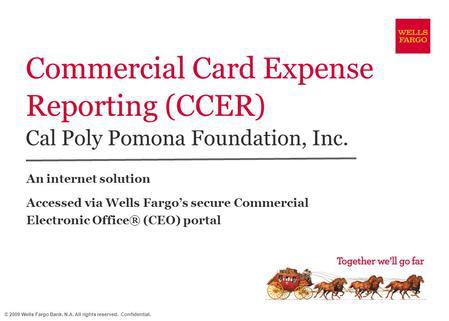 WELLS
FARGO
Commercial Card Expense
Reporting (CCER)
Cal Poly Pomona Foundation, Inc.
An internet solution
Accessed via Wells Fargo’s secure Commercial
Electronic Office® (CEO) portal
Together we'll go far
© 2009 Wells Fargo Bank, N.A. All rights reserved. Confidential.